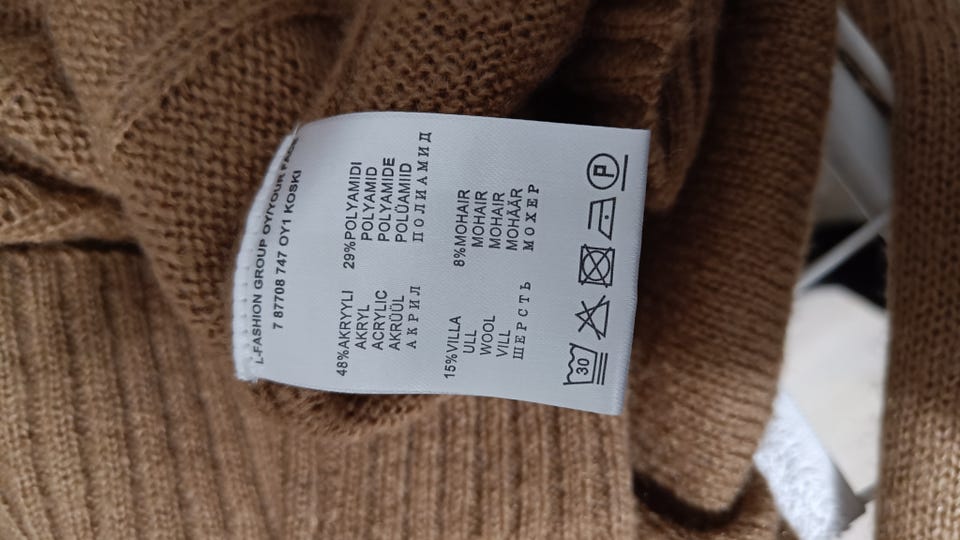 L-FASHION GROUP OY/YOUR FACE
7 87708 747 OY1 KOSKI
48%AKRYYLI
AKRYL
ACRYLIC
AKRÜÜL
АКРИЛ
29%POLYAMIDI
POLYAMID
POLYAMIDE
POLÜAMIID
ПОЛИАМИД
15%VILLA
ULL
WOOL
VILL
ШЕРСТЬ
8%MOHAIR
MOHAIR
MOHAIR
MOHÄÄR
МОХЕР
30
P